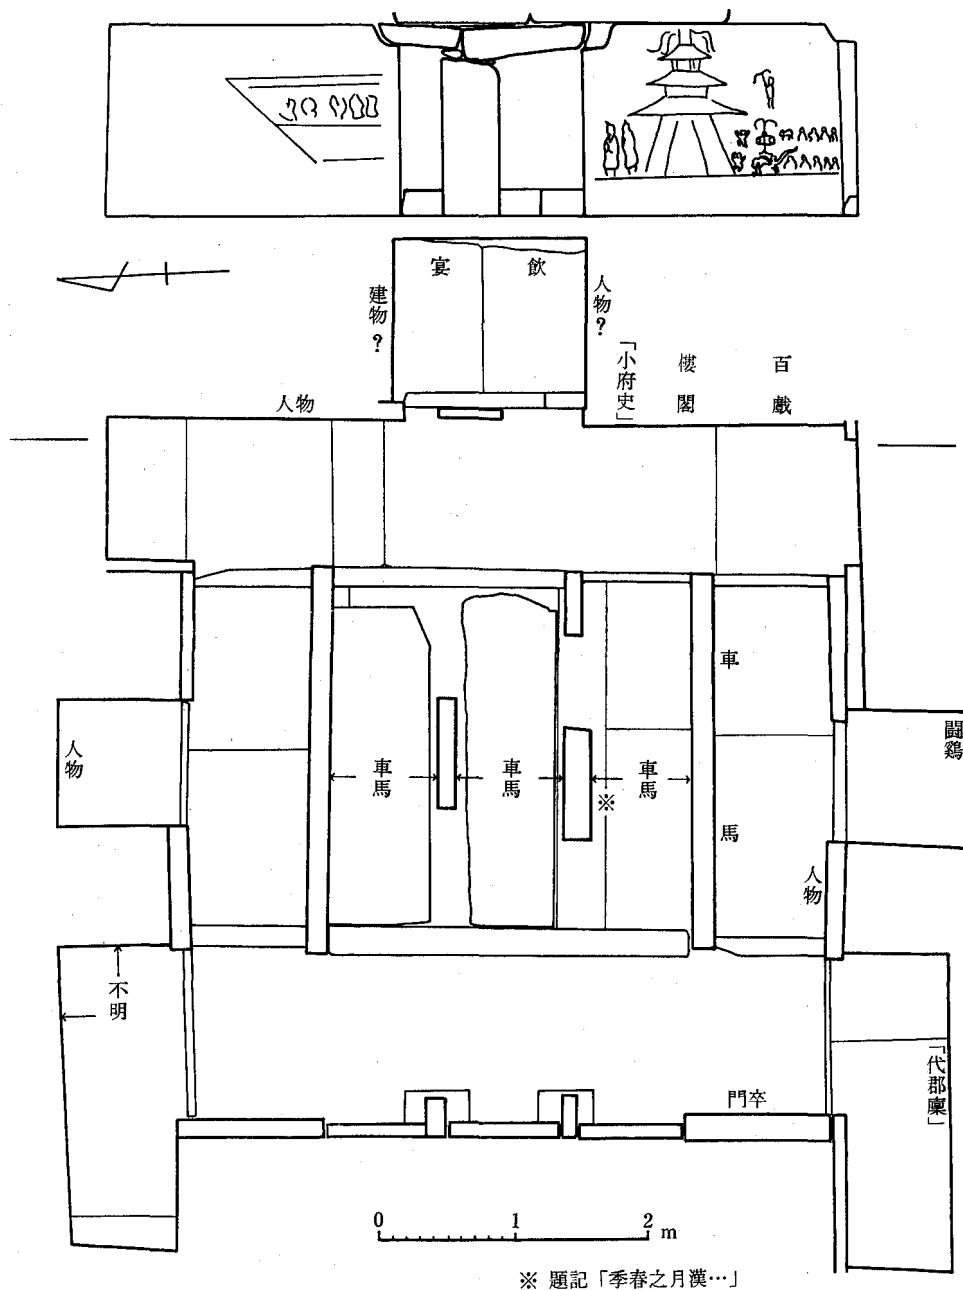 宴 飲
建物？
人物？
「小府史」
樓閣
百戯
人物
人物
車馬
車馬
車馬
※
車馬
闘鶏
人物
不明
「代郡廩」
門卒
0 1 2 m
※ 題記「季春之月漢…」